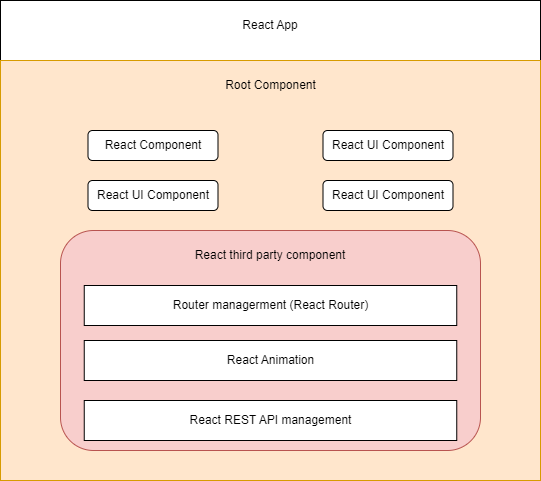 React App
Root Component
React Component
React UI Component
React UI Component
React UI Component
React third party component
Router managerment (React Router)
React Animation
React REST API management